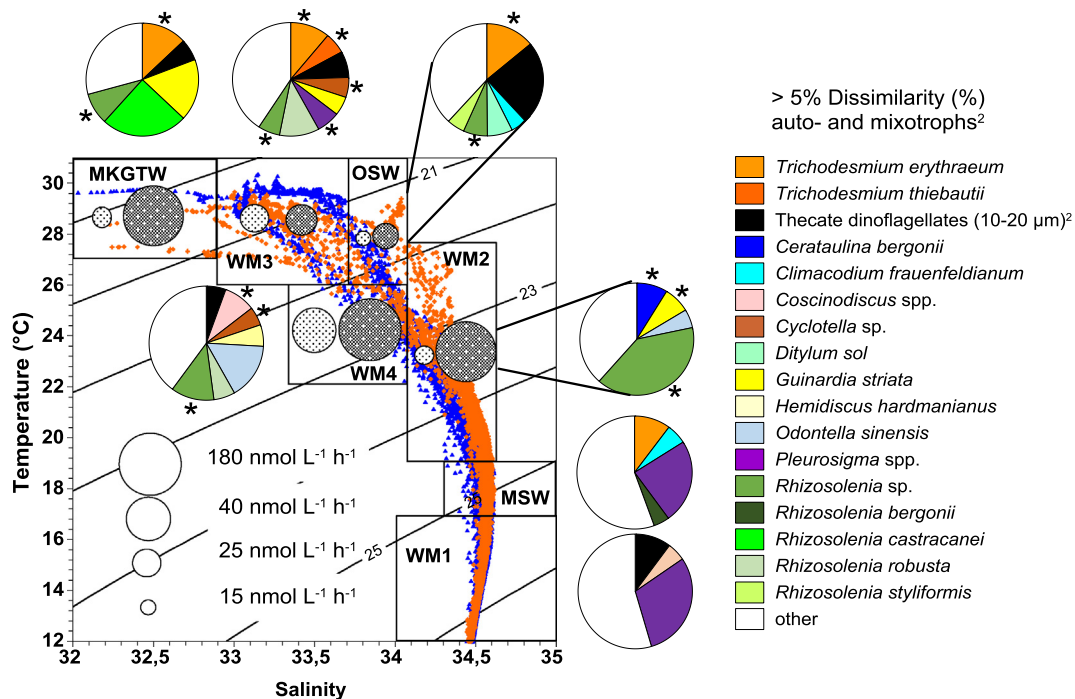 *
*
*
*
*
*
*
*
> 5% Dissimilarity (%)
auto- and mixotrophs²
Trichodesmium erythraeum
Trichodesmium thiebautii
Thecate dinoflagellates (10-20 µm)²
Cerataulina bergonii
Climacodium frauenfeldianum
Coscinodiscus spp.
Cyclotella sp.
Ditylum sol
Guinardia striata
Hemidiscus hardmanianus
Odontella sinensis
Pleurosigma spp.
Rhizosolenia sp.
Rhizosolenia bergonii
Rhizosolenia castracanei
Rhizosolenia robusta
Rhizosolenia styliformis
other
MKGTW
WM3
OSW
WM2
WM4
MSW
WM1
21
23
25
*
*
*
*
*
*
180 nmol L⁻¹ h⁻¹
40 nmol L⁻¹ h⁻¹
25 nmol L⁻¹ h⁻¹
15 nmol L⁻¹ h⁻¹
Temperature (°C)
30
28
26
24
22
20
18
16
14
12
32
32,5
33
33,5
34
34,5
35
Salinity